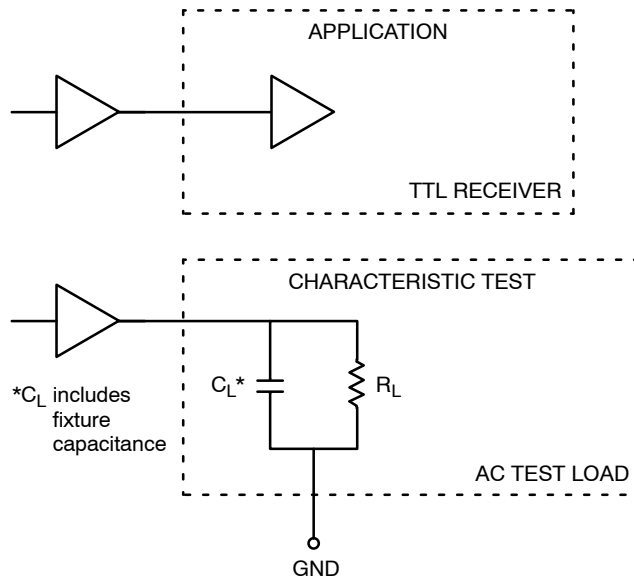 APPLICATION
TTL RECEIVER
CHARACTERISTIC TEST
*CL includes
fixture
capacitance
CL*
RL
AC TEST LOAD
GND